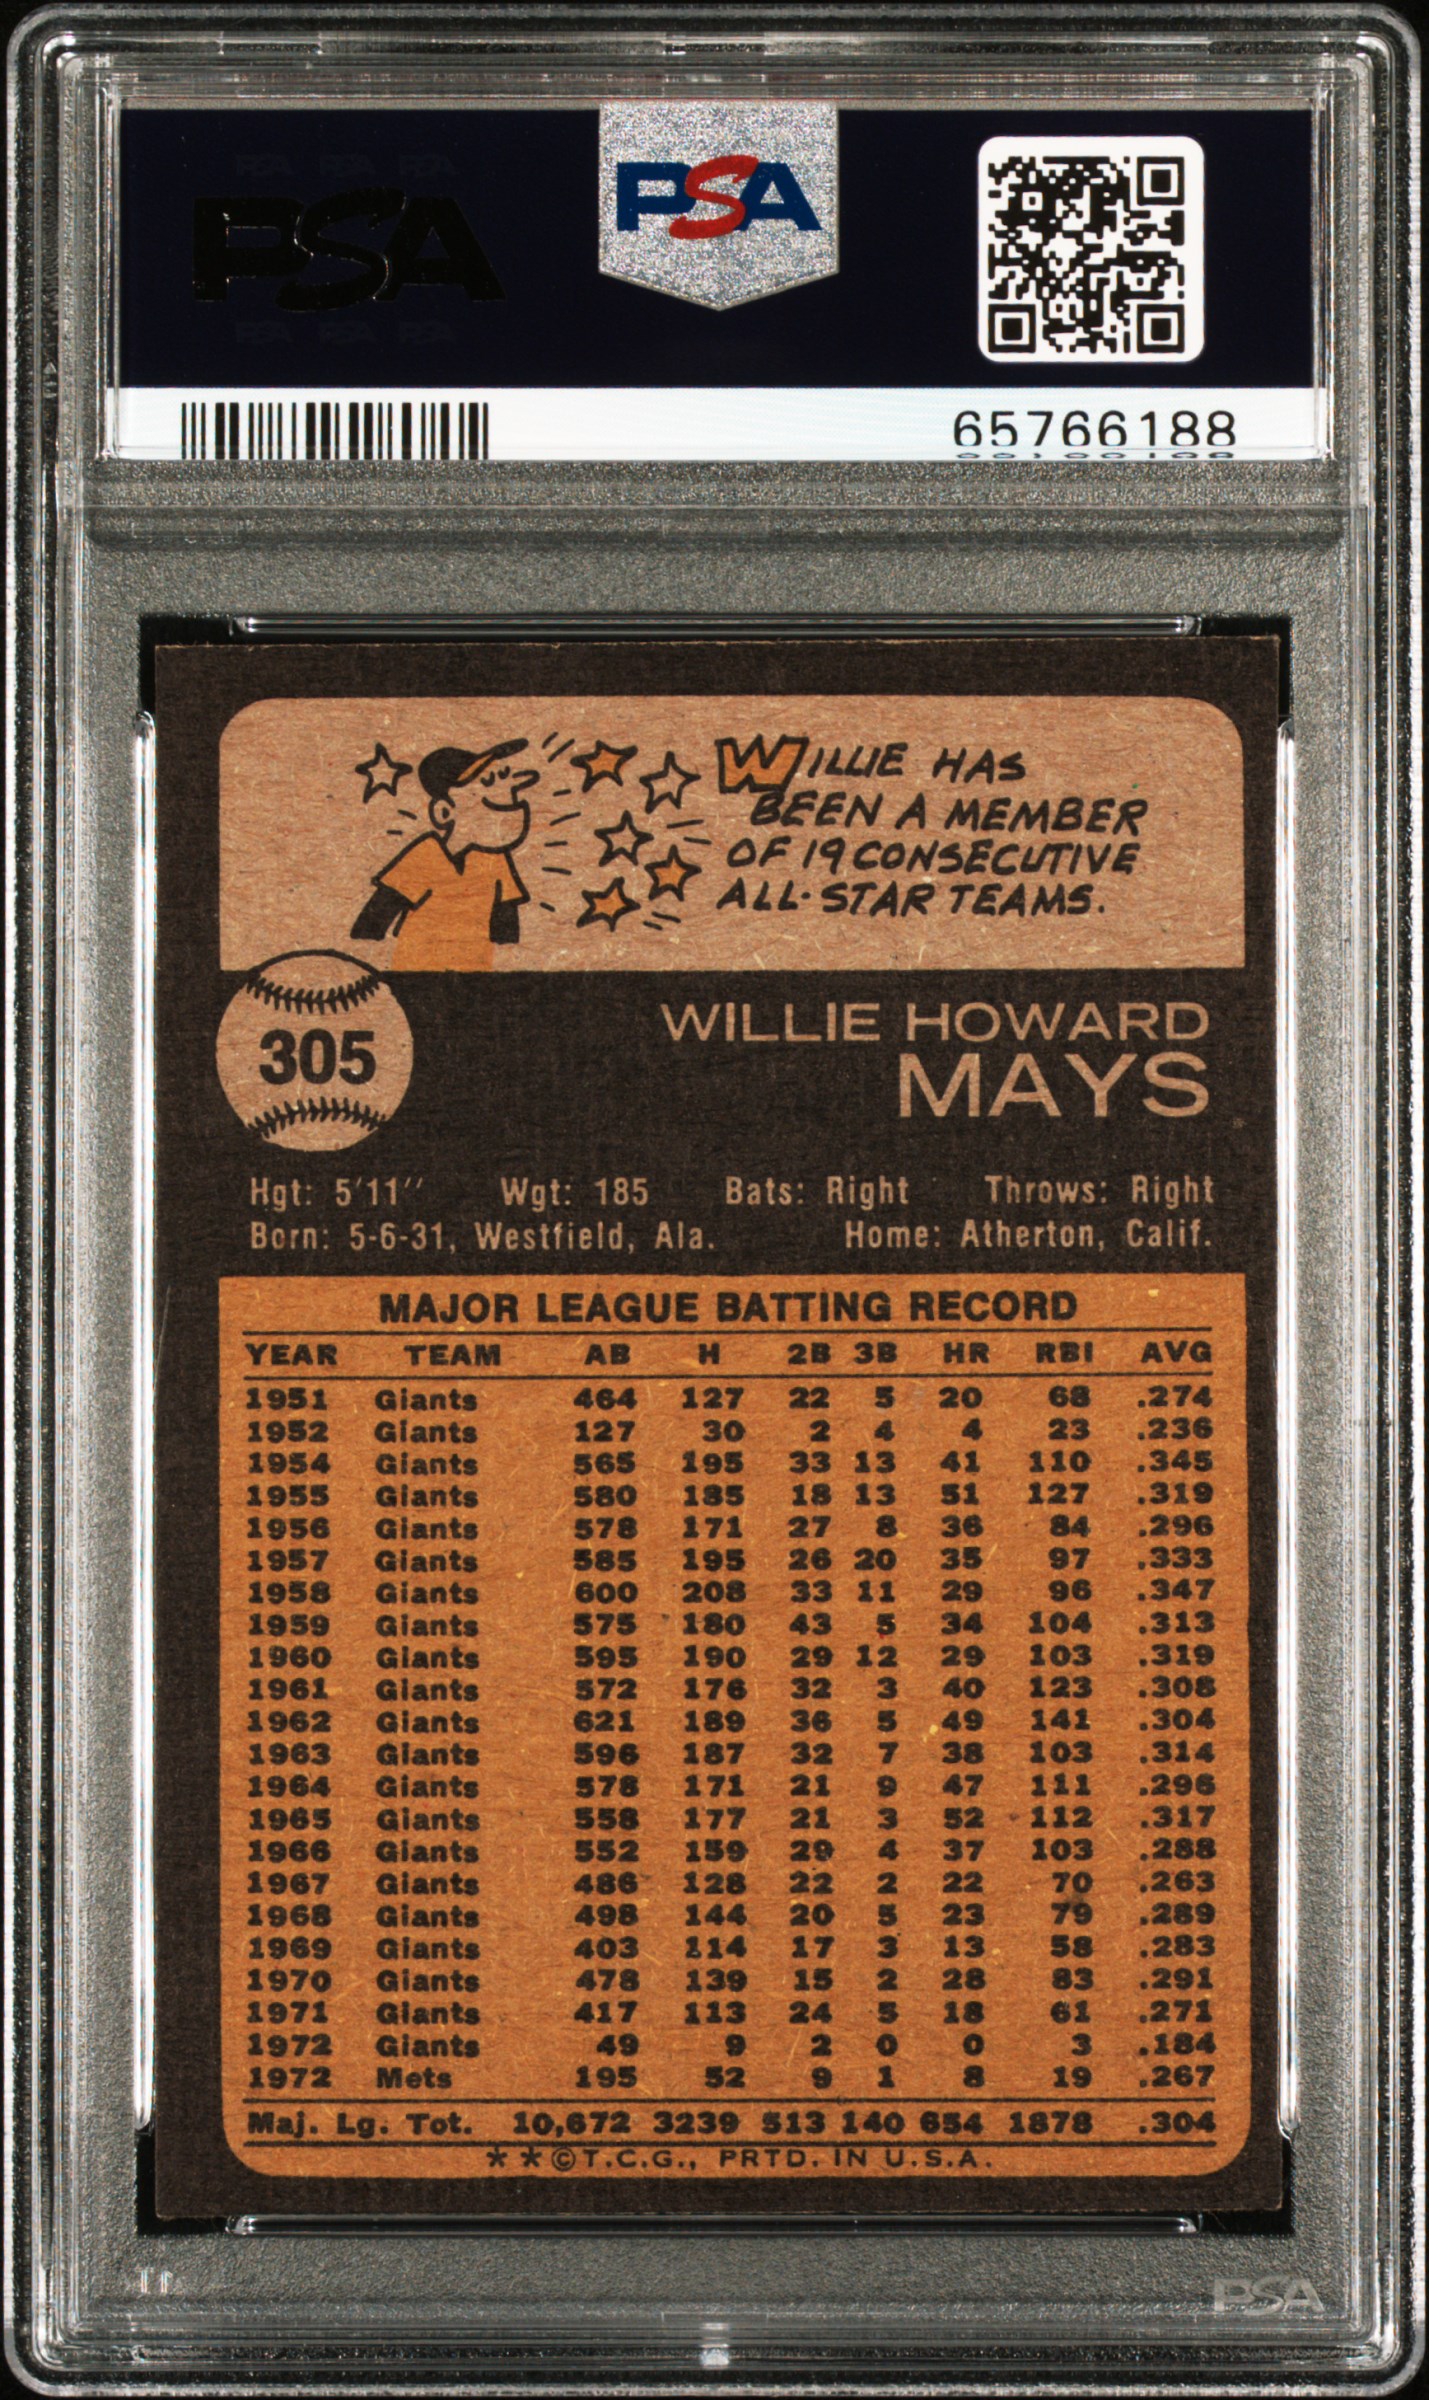 PSA PSA PSA
PSA
PSA
PSA PSA PSA
65766188
WILLIE HAS
BEEN A MEMBER
OF 19 CONSECUTIVE
ALL-STAR TEAMS.
305
WILLIE HOWARD
MAYS
Hgt: 5'11'' Wgt: 185 Bats: Right Throws: Right
Born: 5-6-31, Westfield, Ala. Home: Atherton, Calif.
MAJOR LEAGUE BATTING RECORD
YEAR TEAM AB H 2B 3B HR RBI AVG
1951 Giants 464 127 22 5 20 68 .274
1952 Giants 127 30 2 4 4 23 .236
1954 Giants 565 195 33 13 41 110 .345
1955 Giants 580 185 18 13 51 127 .319
1956 Giants 578 171 27 8 36 84 .296
1957 Giants 585 195 26 20 35 97 .333
1958 Giants 600 208 33 11 29 96 .347
1959 Giants 575 180 43 5 34 104 .313
1960 Giants 595 190 29 12 29 103 .319
1961 Giants 572 176 32 3 40 123 .308
1962 Giants 621 189 36 5 49 141 .304
1963 Giants 596 187 32 7 38 103 .314
1964 Giants 578 171 21 9 47 111 .296
1965 Giants 558 177 21 3 52 112 .317
1966 Giants 552 159 29 4 37 103 .288
1967 Giants 486 128 22 2 22 70 .263
1968 Giants 498 144 20 5 23 79 .289
1969 Giants 403 114 17 3 13 58 .283
1970 Giants 478 139 15 2 28 83 .291
1971 Giants 417 113 24 5 18 61 .271
1972 Giants 49 9 2 0 0 3 .184
1972 Mets 195 52 9 1 8 19 .267
Maj. Lg. Tot. 10,672 3239 513 140 654 1878 .304
**©T.C.G., PRTD. IN U.S.A.
PSA